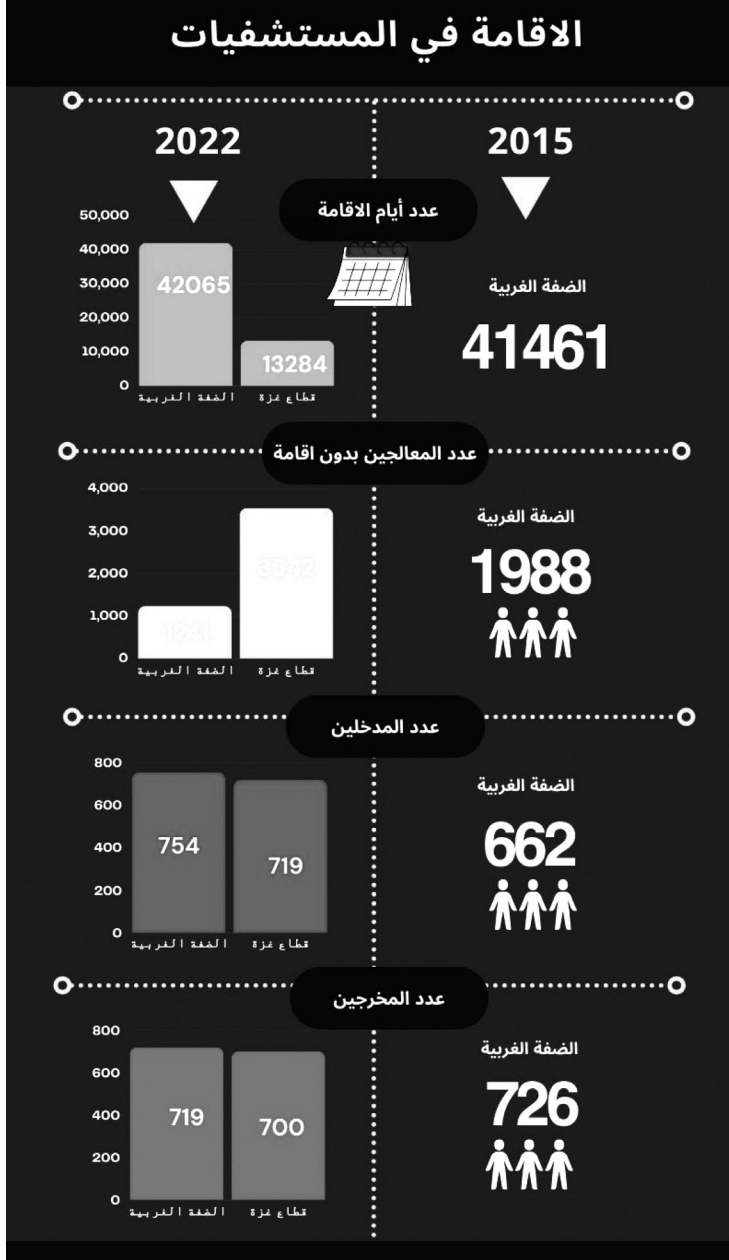 الاقامة في المستشفيات
2015
2022
عدد أيام الاقامة
الضفة الغربية
41461
50,000
40,000
30,000
20,000
10,000
0
42065
13284
الضفة الغربية
قطاع غزة
عدد المعالجين بدون اقامة
الضفة الغربية
1988
4,000
3,000
2,000
1,000
0
1241
3542
الضفة الغربية
قطاع غزة
عدد المدخلين
الضفة الغربية
662
800
600
400
200
0
754
719
الضفة الغربية
قطاع غزة
عدد المخرجين
الضفة الغربية
726
800
600
400
200
0
719
700
الضفة الغربية
قطاع غزة